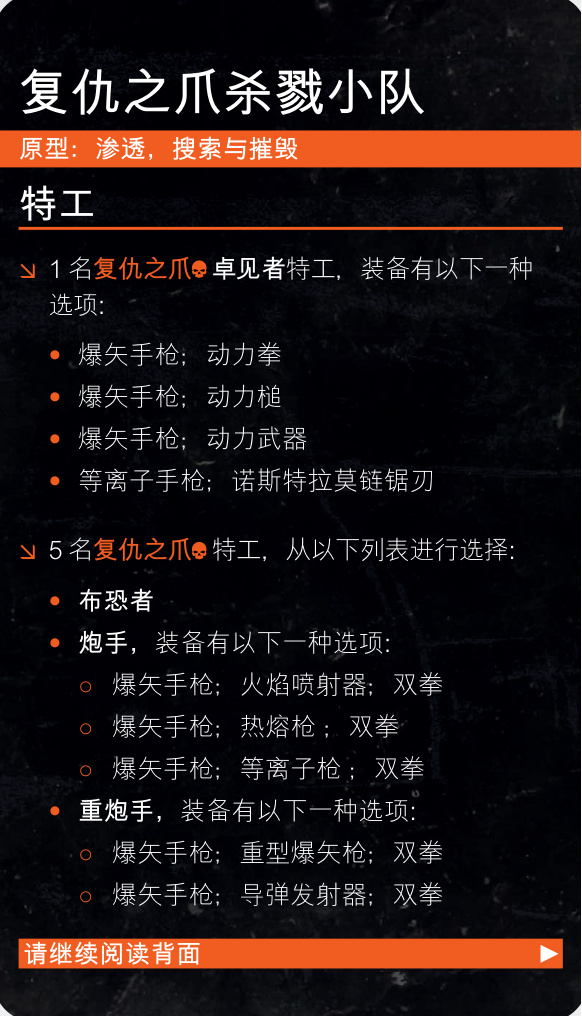 复仇之爪杀戮小队
原型：渗透，搜索与摧毁
特工
1 名复仇之爪 卓见者特工，装备有以下一种
选项:
爆矢手枪；动力拳
爆矢手枪；动力槌
爆矢手枪；动力武器
等离子手枪；诺斯特拉莫链锯刃
5 名复仇之爪 特工，从以下列表进行选择:
布恐者
炮手，装备有以下一种选项:
爆矢手枪；火焰喷射器；双拳
爆矢手枪；热熔枪 ；双拳
爆矢手枪；等离子枪 ；双拳
重炮手，装备有以下一种选项:
爆矢手枪；重型爆矢枪；双拳
爆矢手枪；导弹发射器；双拳
请继续阅读背面